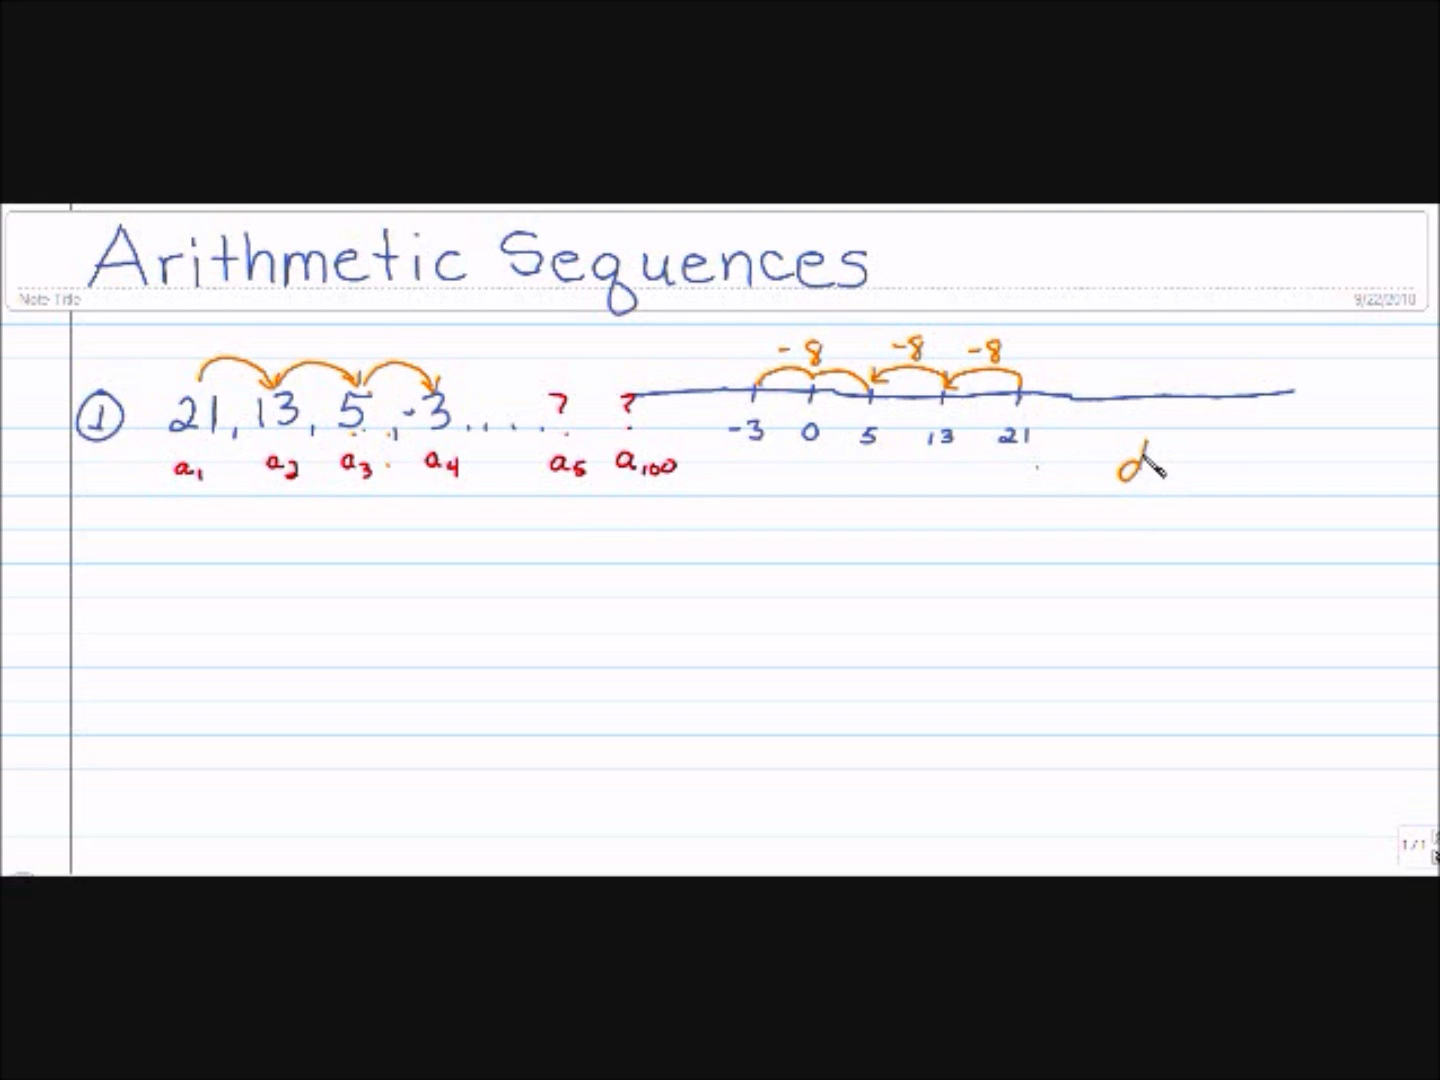 Arithmetic Sequences
Note Title
9/22/2010
-8 -8 -8
1 21, 13, 5, -3.... ? ?
-3 0 5 13 21
a1 a2 a3 a4 a5 a100
d
1/1